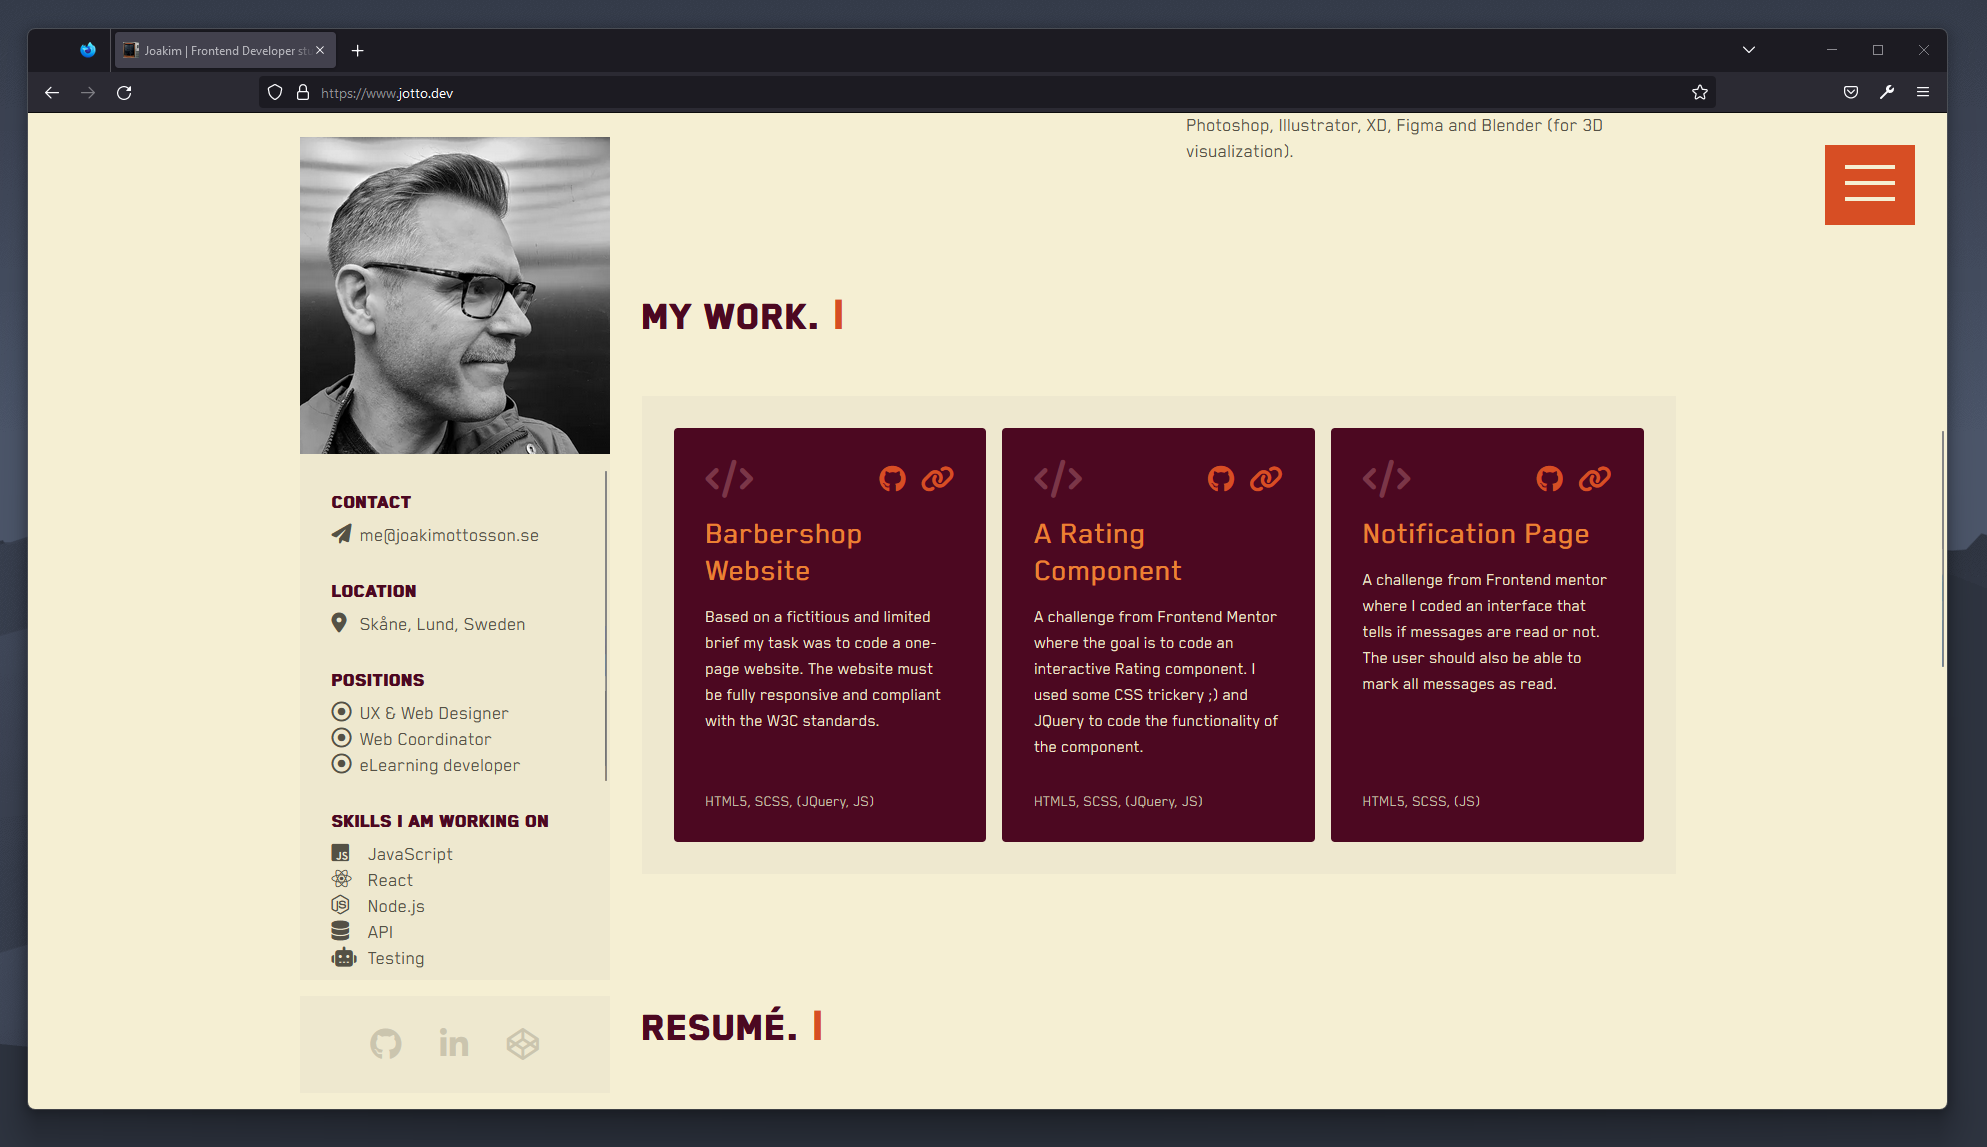 Joakim | Frontend Developer stu
https://www.jotto.dev
Photoshop, Illustrator, XD, Figma and Blender (for 3D
visualization).
CONTACT
me@joakimottosson.se
LOCATION
Skåne, Lund, Sweden
POSITIONS
UX & Web Designer
Web Coordinator
eLearning developer
SKILLS I AM WORKING ON
JS JavaScript
React
JS Node.js
API
Testing
in
MY WORK.
</>
Barbershop
Website
Based on a fictitious and limited
brief my task was to code a one-
page website. The website must
be fully responsive and compliant
with the W3C standards.
HTML5, SCSS, (JQuery, JS)
</>
A Rating
Component
A challenge from Frontend Mentor
where the goal is to code an
interactive Rating component. I
used some CSS trickery ;) and
JQuery to code the functionality of
the component.
HTML5, SCSS, (JQuery, JS)
</>
Notification Page
A challenge from Frontend mentor
where I coded an interface that
tells if messages are read or not.
The user should also be able to
mark all messages as read.
HTML5, SCSS, (JS)
RESUMÉ.